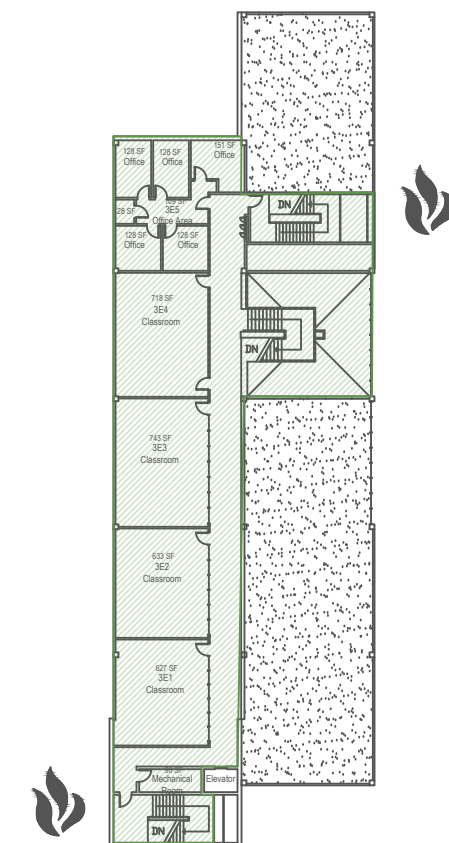 128 SF
Office
128 SF
Office
151 SF
Office
28 SF
3E5
Office Area
DN
128 SF
Office
128 SF
Office
718 SF
3E4
Classroom
DN
743 SF
3E3
Classroom
633 SF
3E2
Classroom
627 SF
3E1
Classroom
Mechanical
Room
Elevator
DN